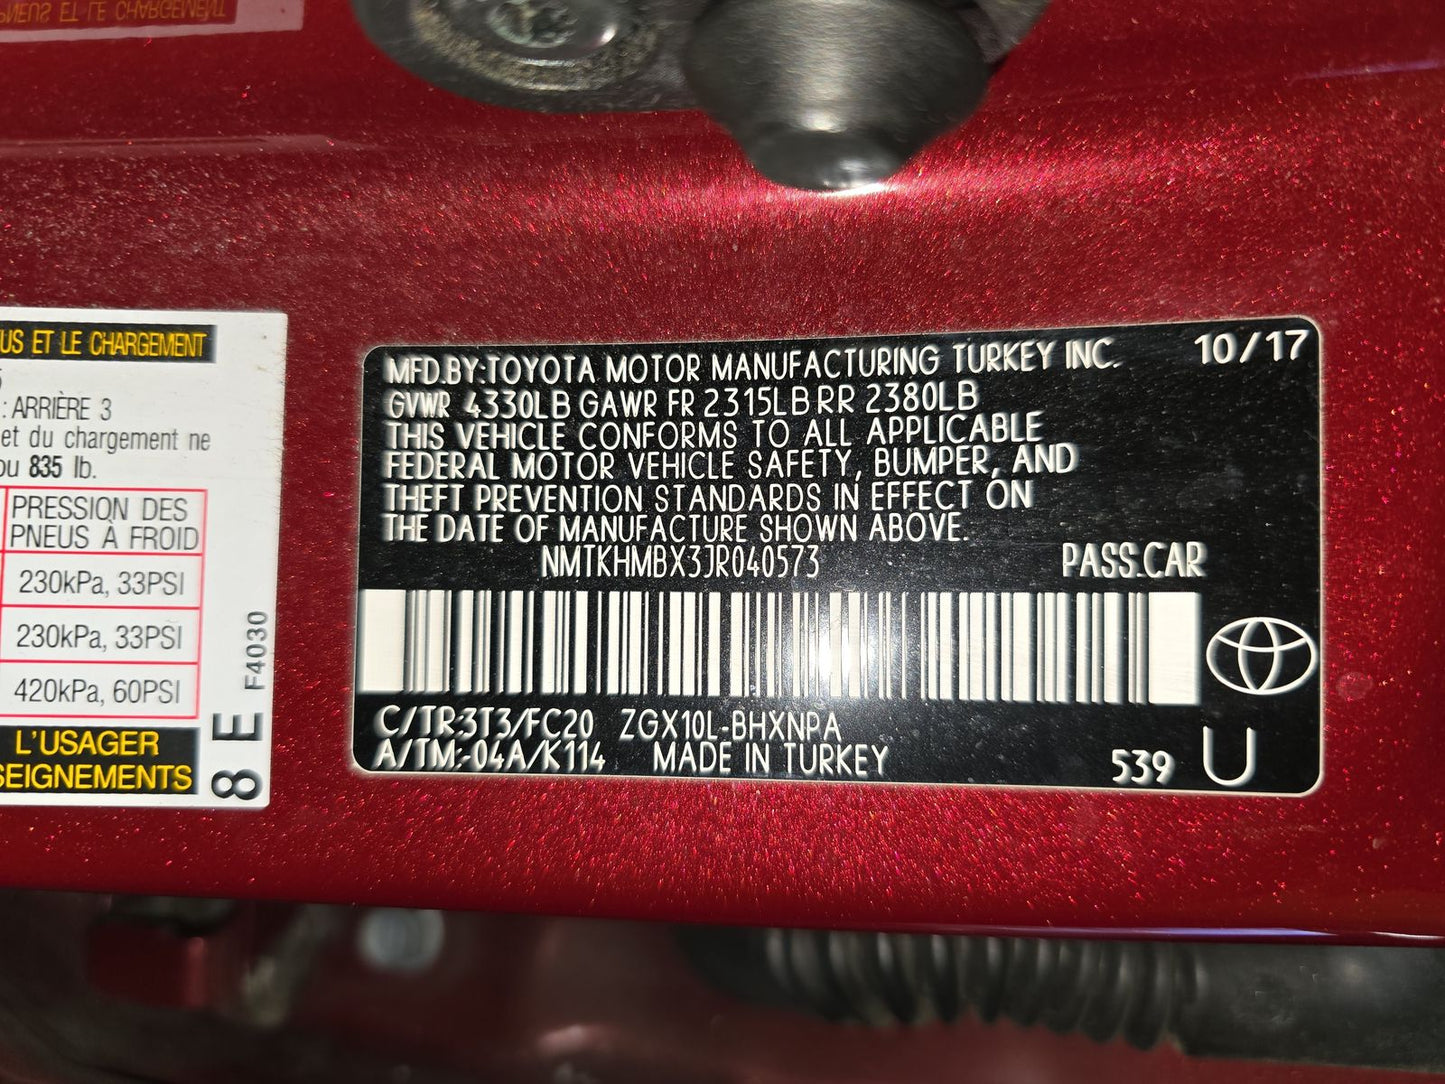 PNEUS ET LE CHARGEMENT
US ET LE CHARGEMENT
: ARRIÈRE 3
et du chargement ne
ou 835 lb.
PRESSION DES
PNEUS À FROID
230kPa, 33PSI
230kPa, 33PSI
420kPa, 60PSI
L'USAGER
SEIGNEMENTS
8 E F4030
MFD.BY:TOYOTA MOTOR MANUFACTURING TURKEY INC. 10/17
GVWR 4330LB GAWR FR 2315LB RR 2380LB
THIS VEHICLE CONFORMS TO ALL APPLICABLE
FEDERAL MOTOR VEHICLE SAFETY, BUMPER, AND
THEFT PREVENTION STANDARDS IN EFFECT ON
THE DATE OF MANUFACTURE SHOWN ABOVE.
NMTKHMBX3JR040573 PASS.CAR
C/TR:3T3/FC20 ZGX10L-BHXNPA
A/TM:-04A/K114 MADE IN TURKEY 539 U